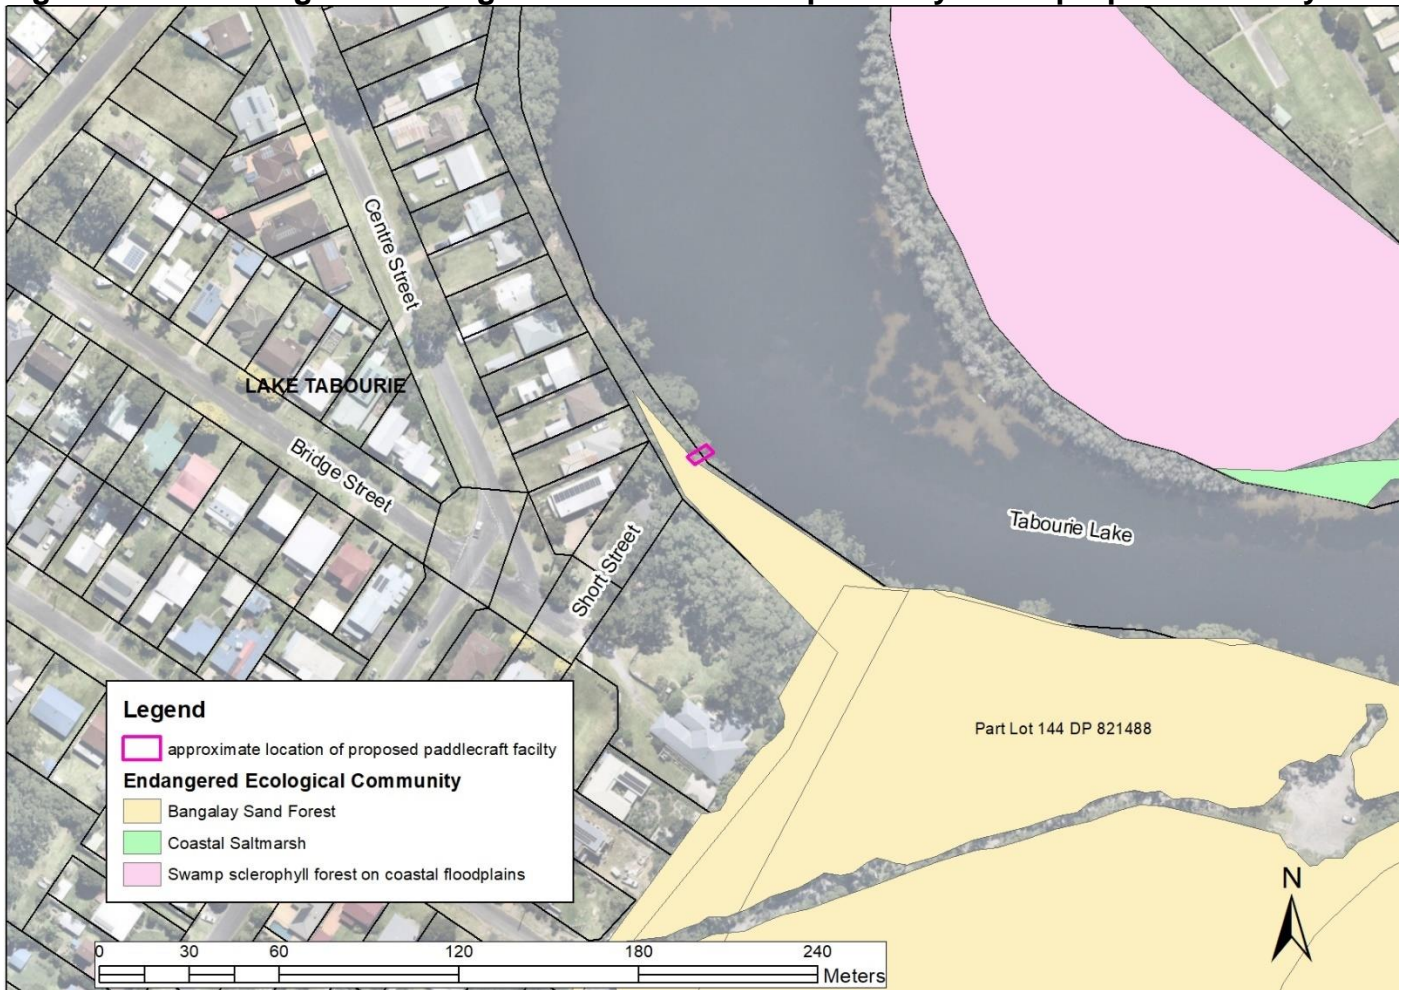 Centre Street
LAKE TABOURIE
Bridge Street
Short Street
Tabourie Lake
Part Lot 144 DP 821488
Legend
approximate location of proposed paddlecraft facilty
Endangered Ecological Community
Bangalay Sand Forest
Coastal Saltmarsh
Swamp sclerophyll forest on coastal floodplains
N
0 30 60 120 180 240
Meters